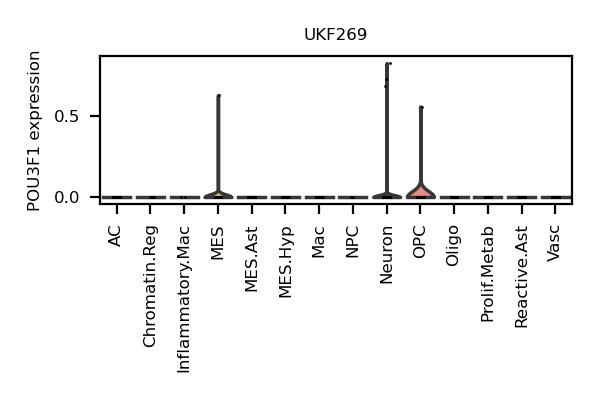 UKF269
POU3F1 expression
0.5
0.0
AC
Chromatin.Reg
Inflammatory.Mac
MES
MES.Ast
MES.Hyp
Mac
NPC
Neuron
OPC
Oligo
Prolif.Metab
Reactive.Ast
Vasc